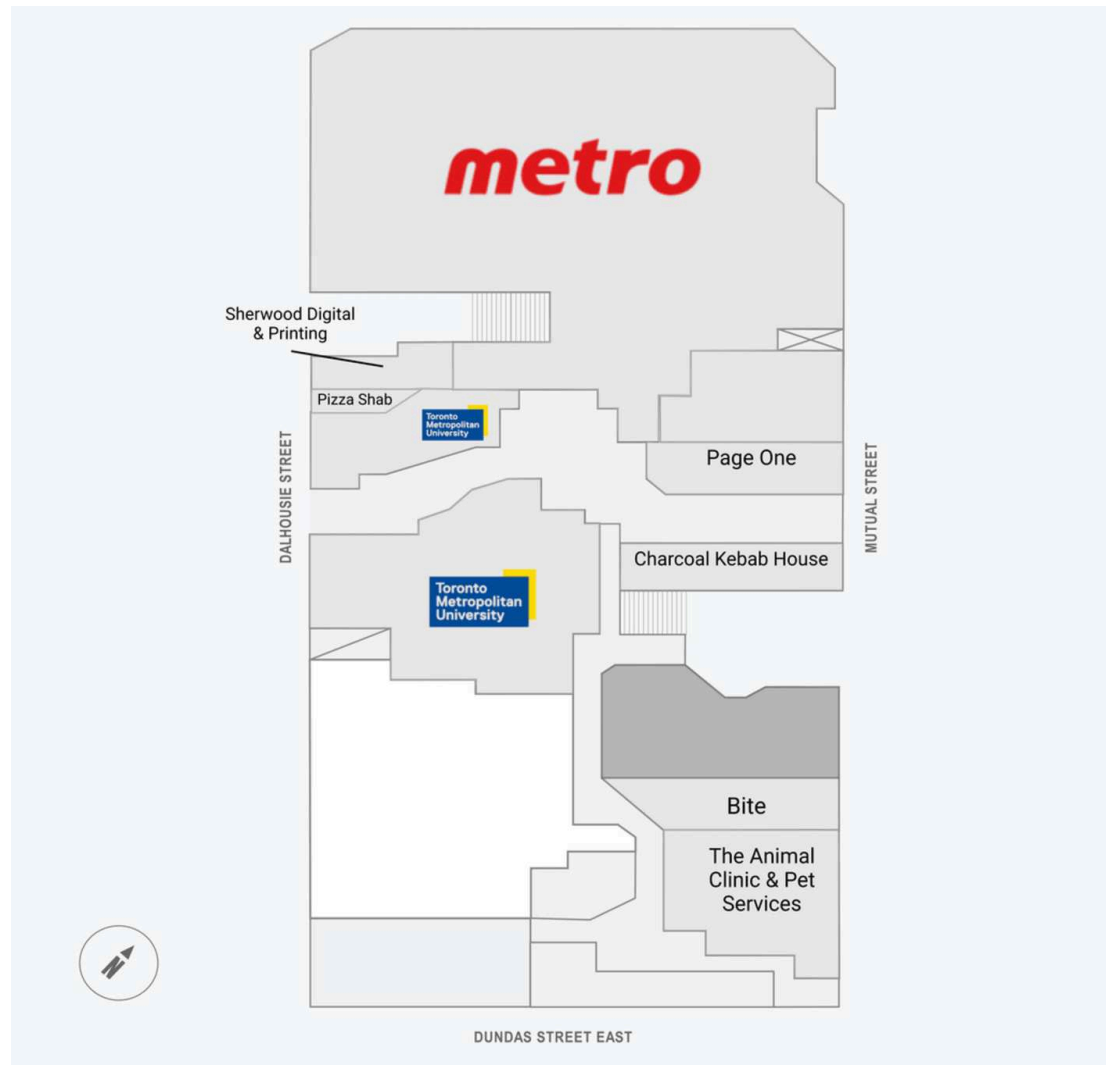 metro
Sherwood Digital
& Printing
Pizza Shab
Toronto
Metropolitan
University
DALHOUSIE STREET
Page One
MUTUAL STREET
Charcoal Kebab House
Toronto
Metropolitan
University
Bite
The Animal
Clinic & Pet
Services
N
DUNDAS STREET EAST